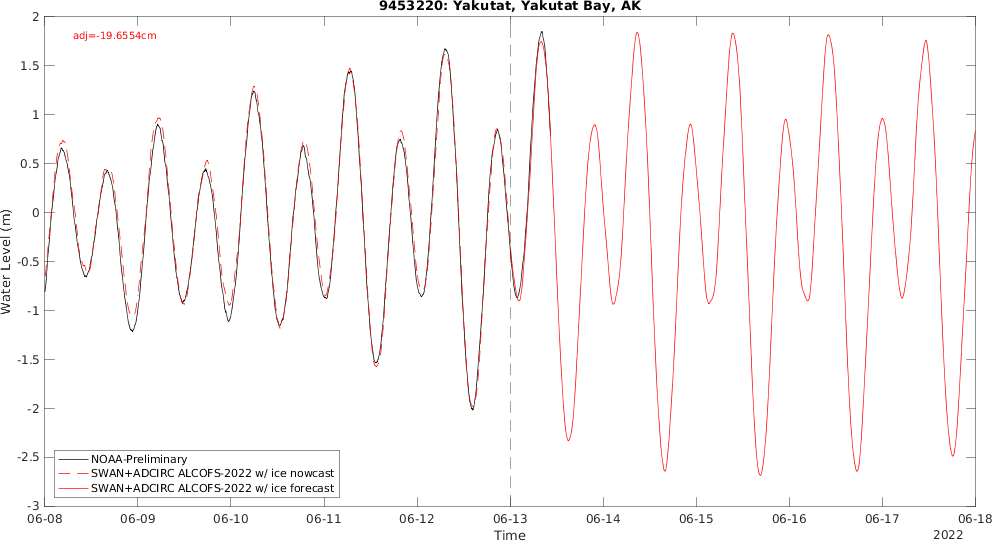 9453220: Yakutat, Yakutat Bay, AK
adj=-19.6554cm
2
1.5
1
0.5
0
-0.5
-1
-1.5
-2
-2.5
-3
Water Level (m)
NOAA-Preliminary
SWAN+ADCIRC ALCOFS-2022 w/ ice nowcast
SWAN+ADCIRC ALCOFS-2022 w/ ice forecast
06-08 06-09 06-10 06-11 06-12 06-13 06-14 06-15 06-16 06-17 06-18
Time
2022